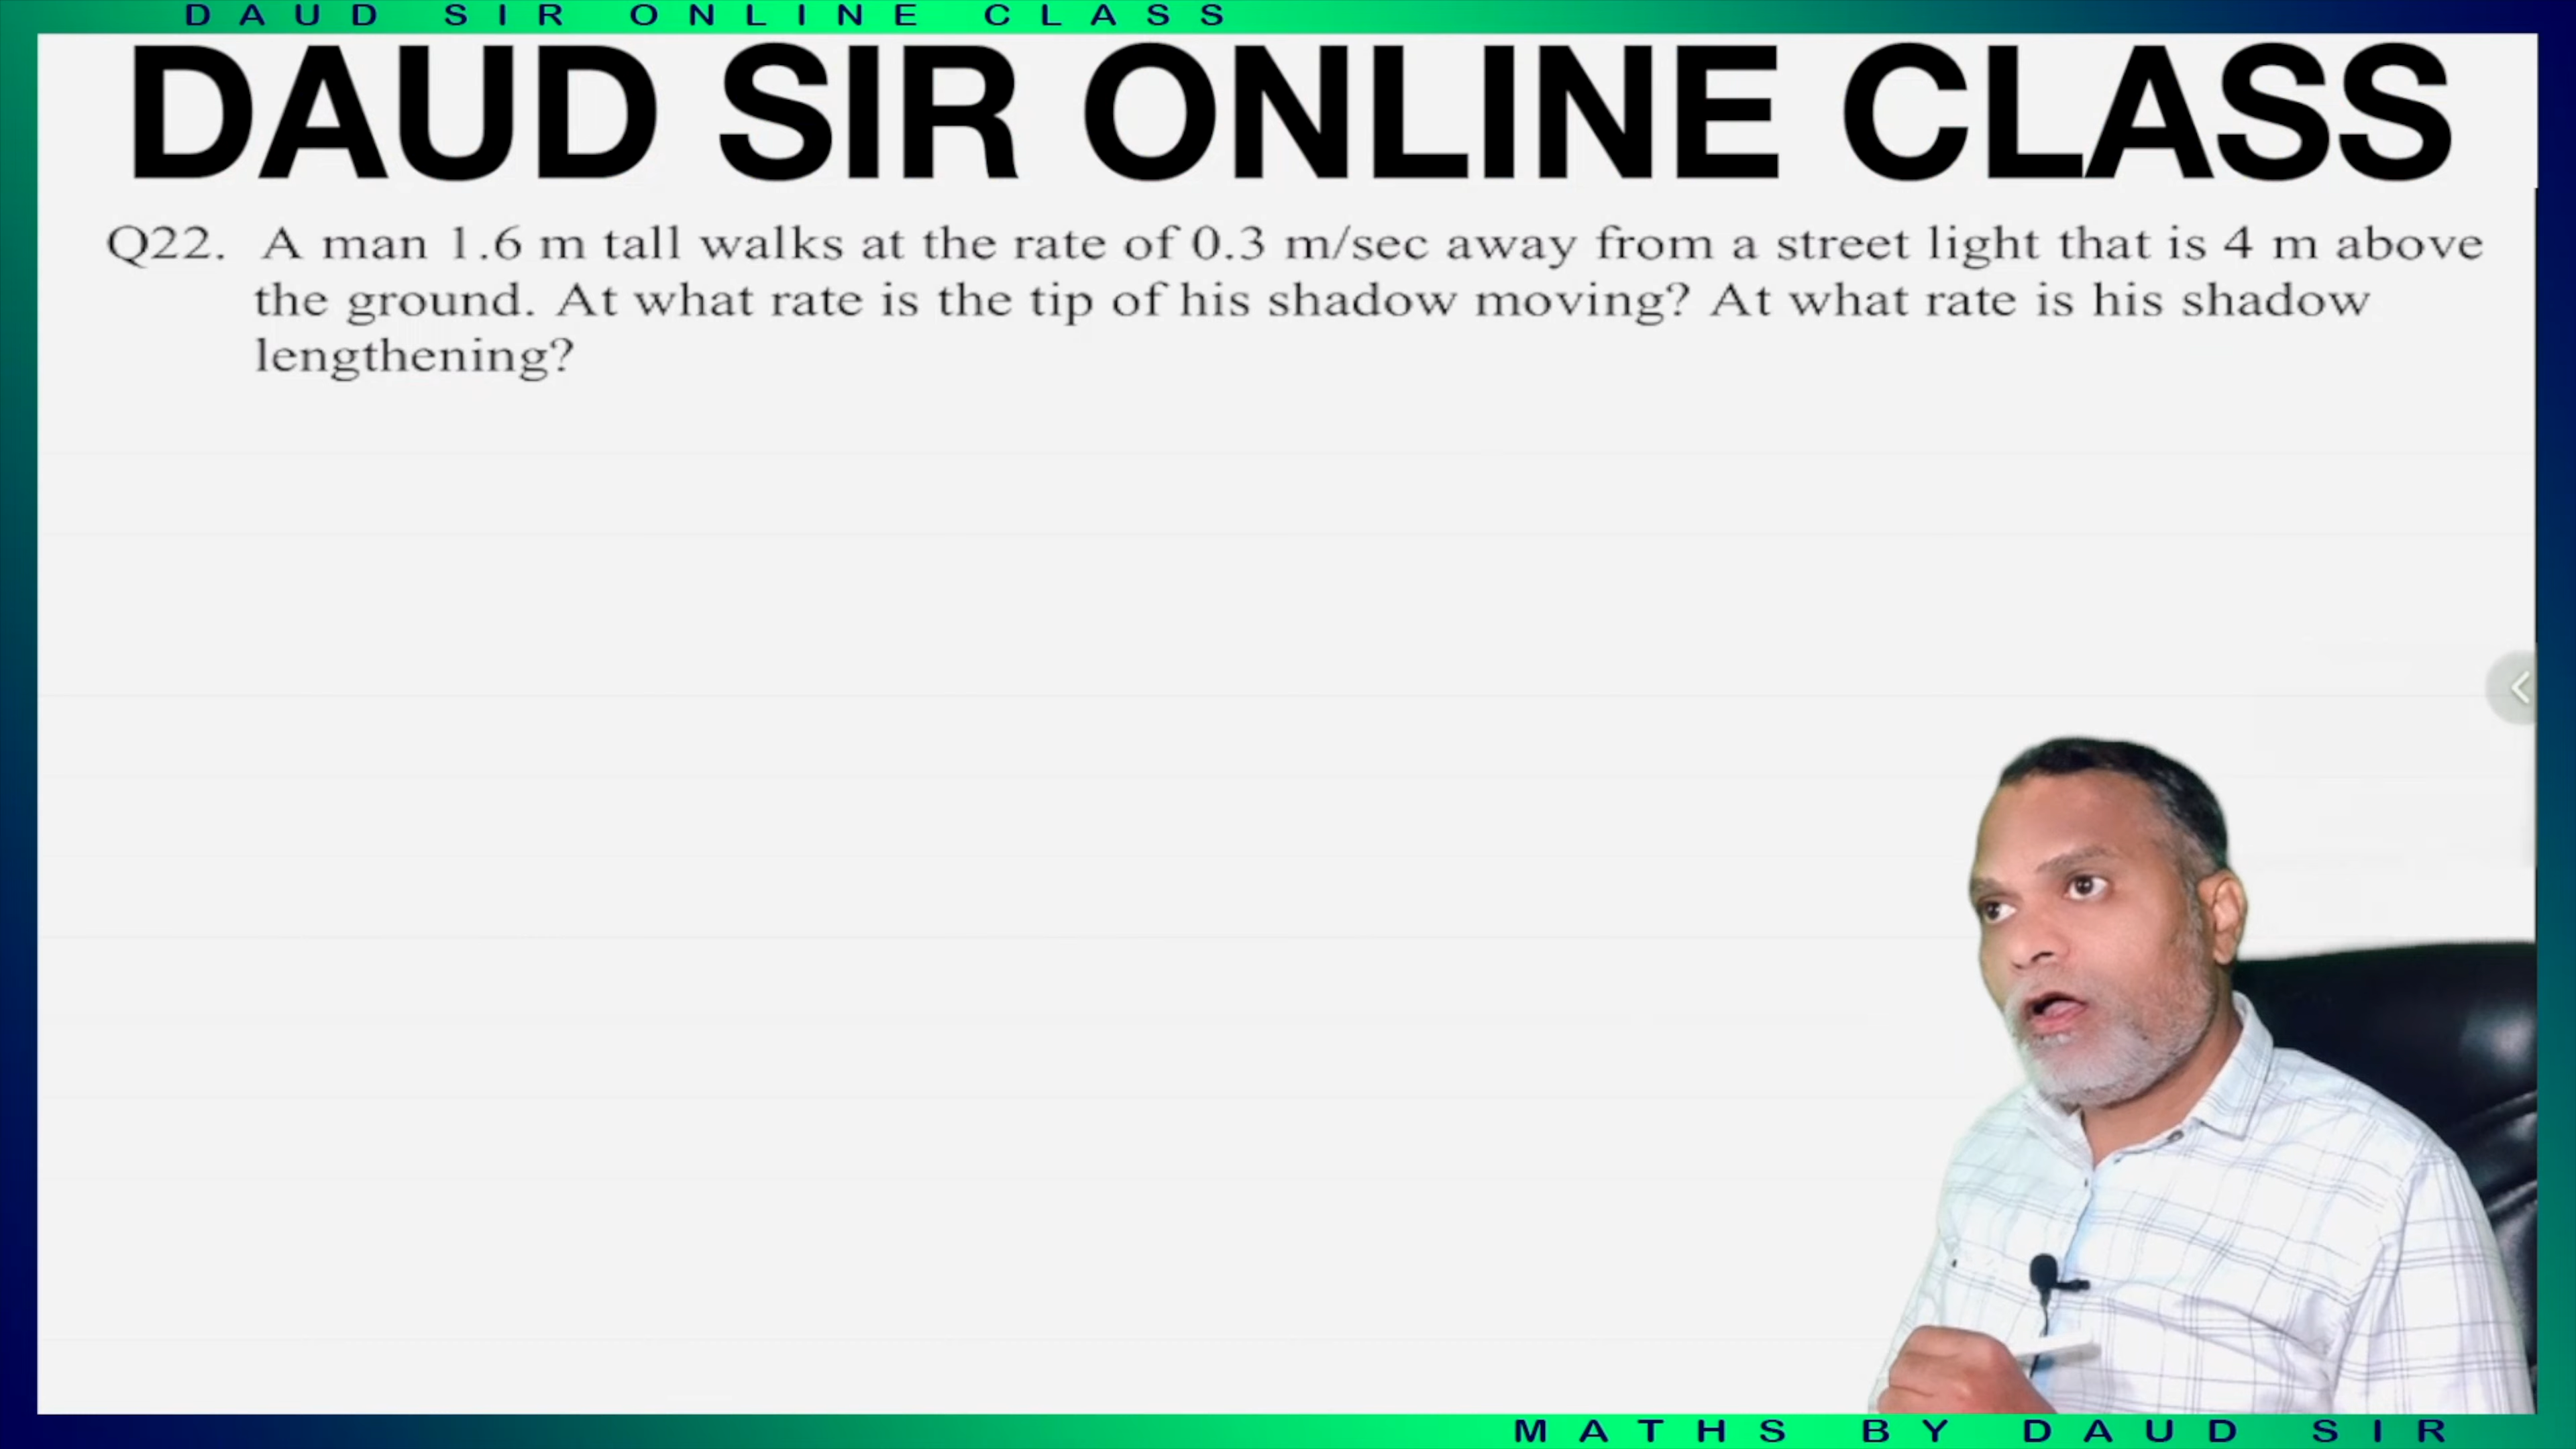 DAUD SIR ONLINE CLASS
DAUD SIR ONLINE CLASS
Q22. A man 1.6 m tall walks at the rate of 0.3 m/sec away from a street light that is 4 m above
the ground. At what rate is the tip of his shadow moving? At what rate is his shadow
lengthening?
MATHS BY DAUD SIR